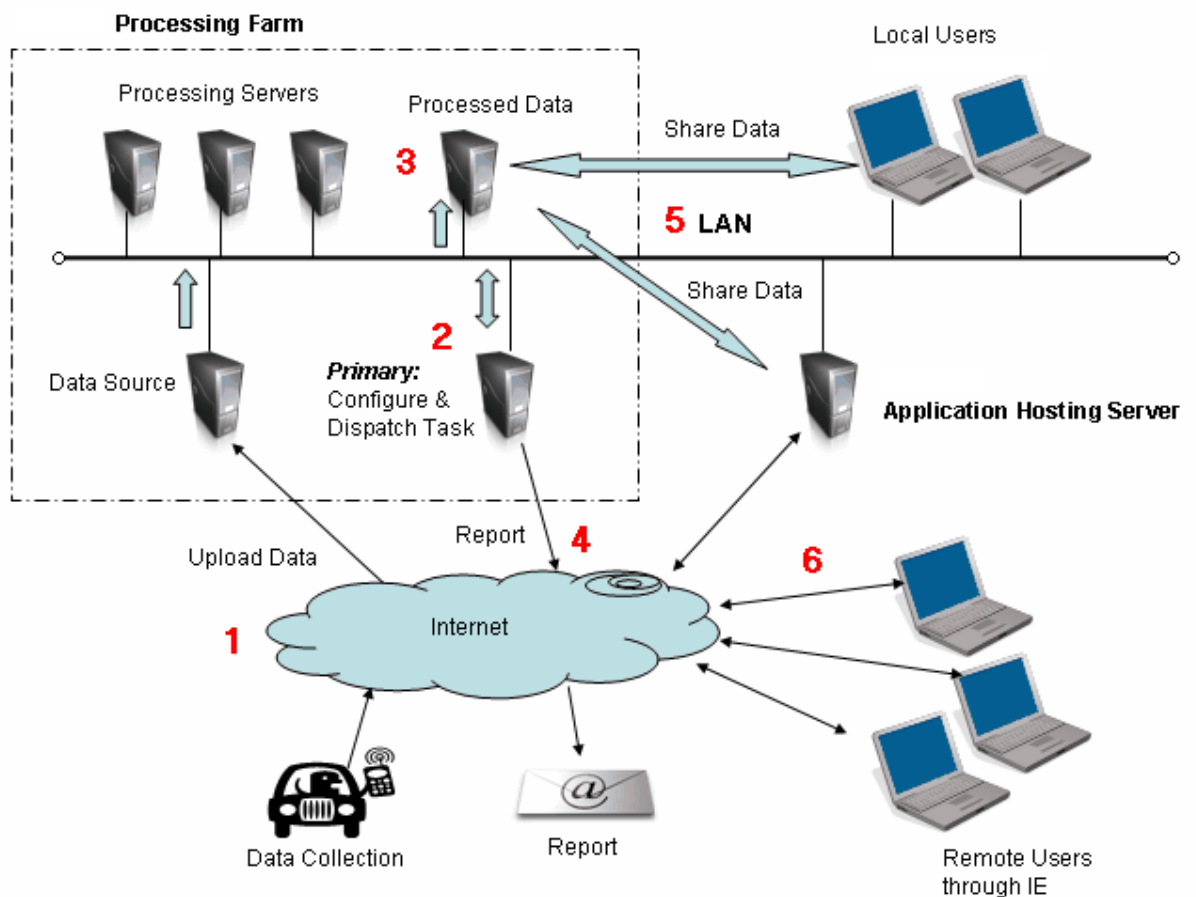 Processing Farm
Local Users
Processing Servers
Processed Data
Share Data
3
5 LAN
Share Data
2
Data Source
Primary:
Configure &
Dispatch Task
Application Hosting Server
Upload Data
Report
4
6
1
Internet
@
Data Collection
Report
Remote Users
through IE